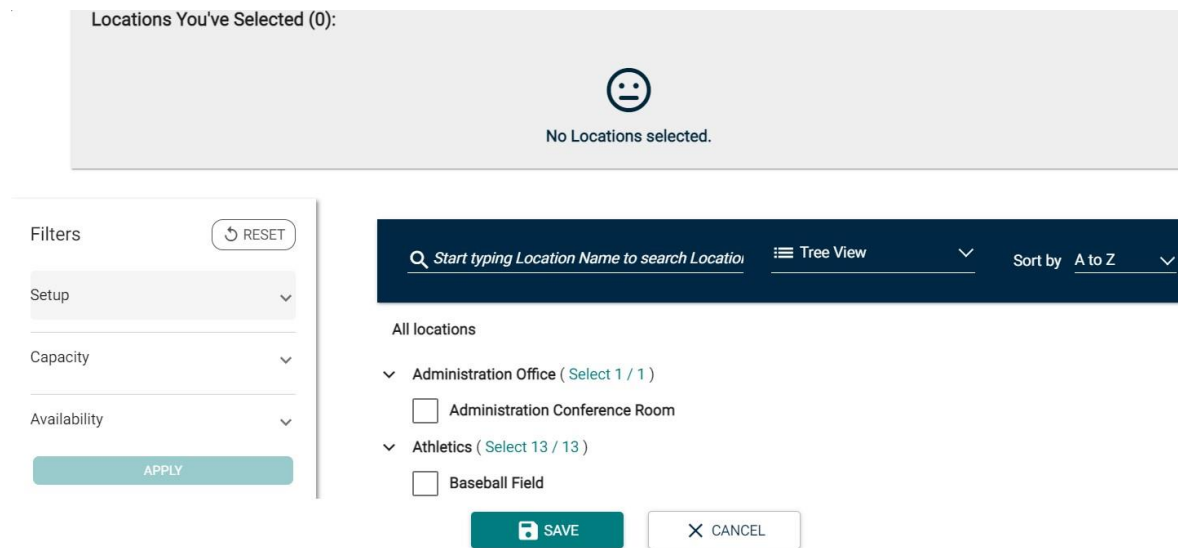 Locations You've Selected (0):
No Locations selected.
Filters
RESET
Setup
Capacity
Availability
APPLY
Start typing Location Name to search Locatio
Tree View
Sort by A to Z
All locations
Administration Office ( Select 1 / 1 )
Administration Conference Room
Athletics ( Select 13 / 13 )
Baseball Field
SAVE
CANCEL